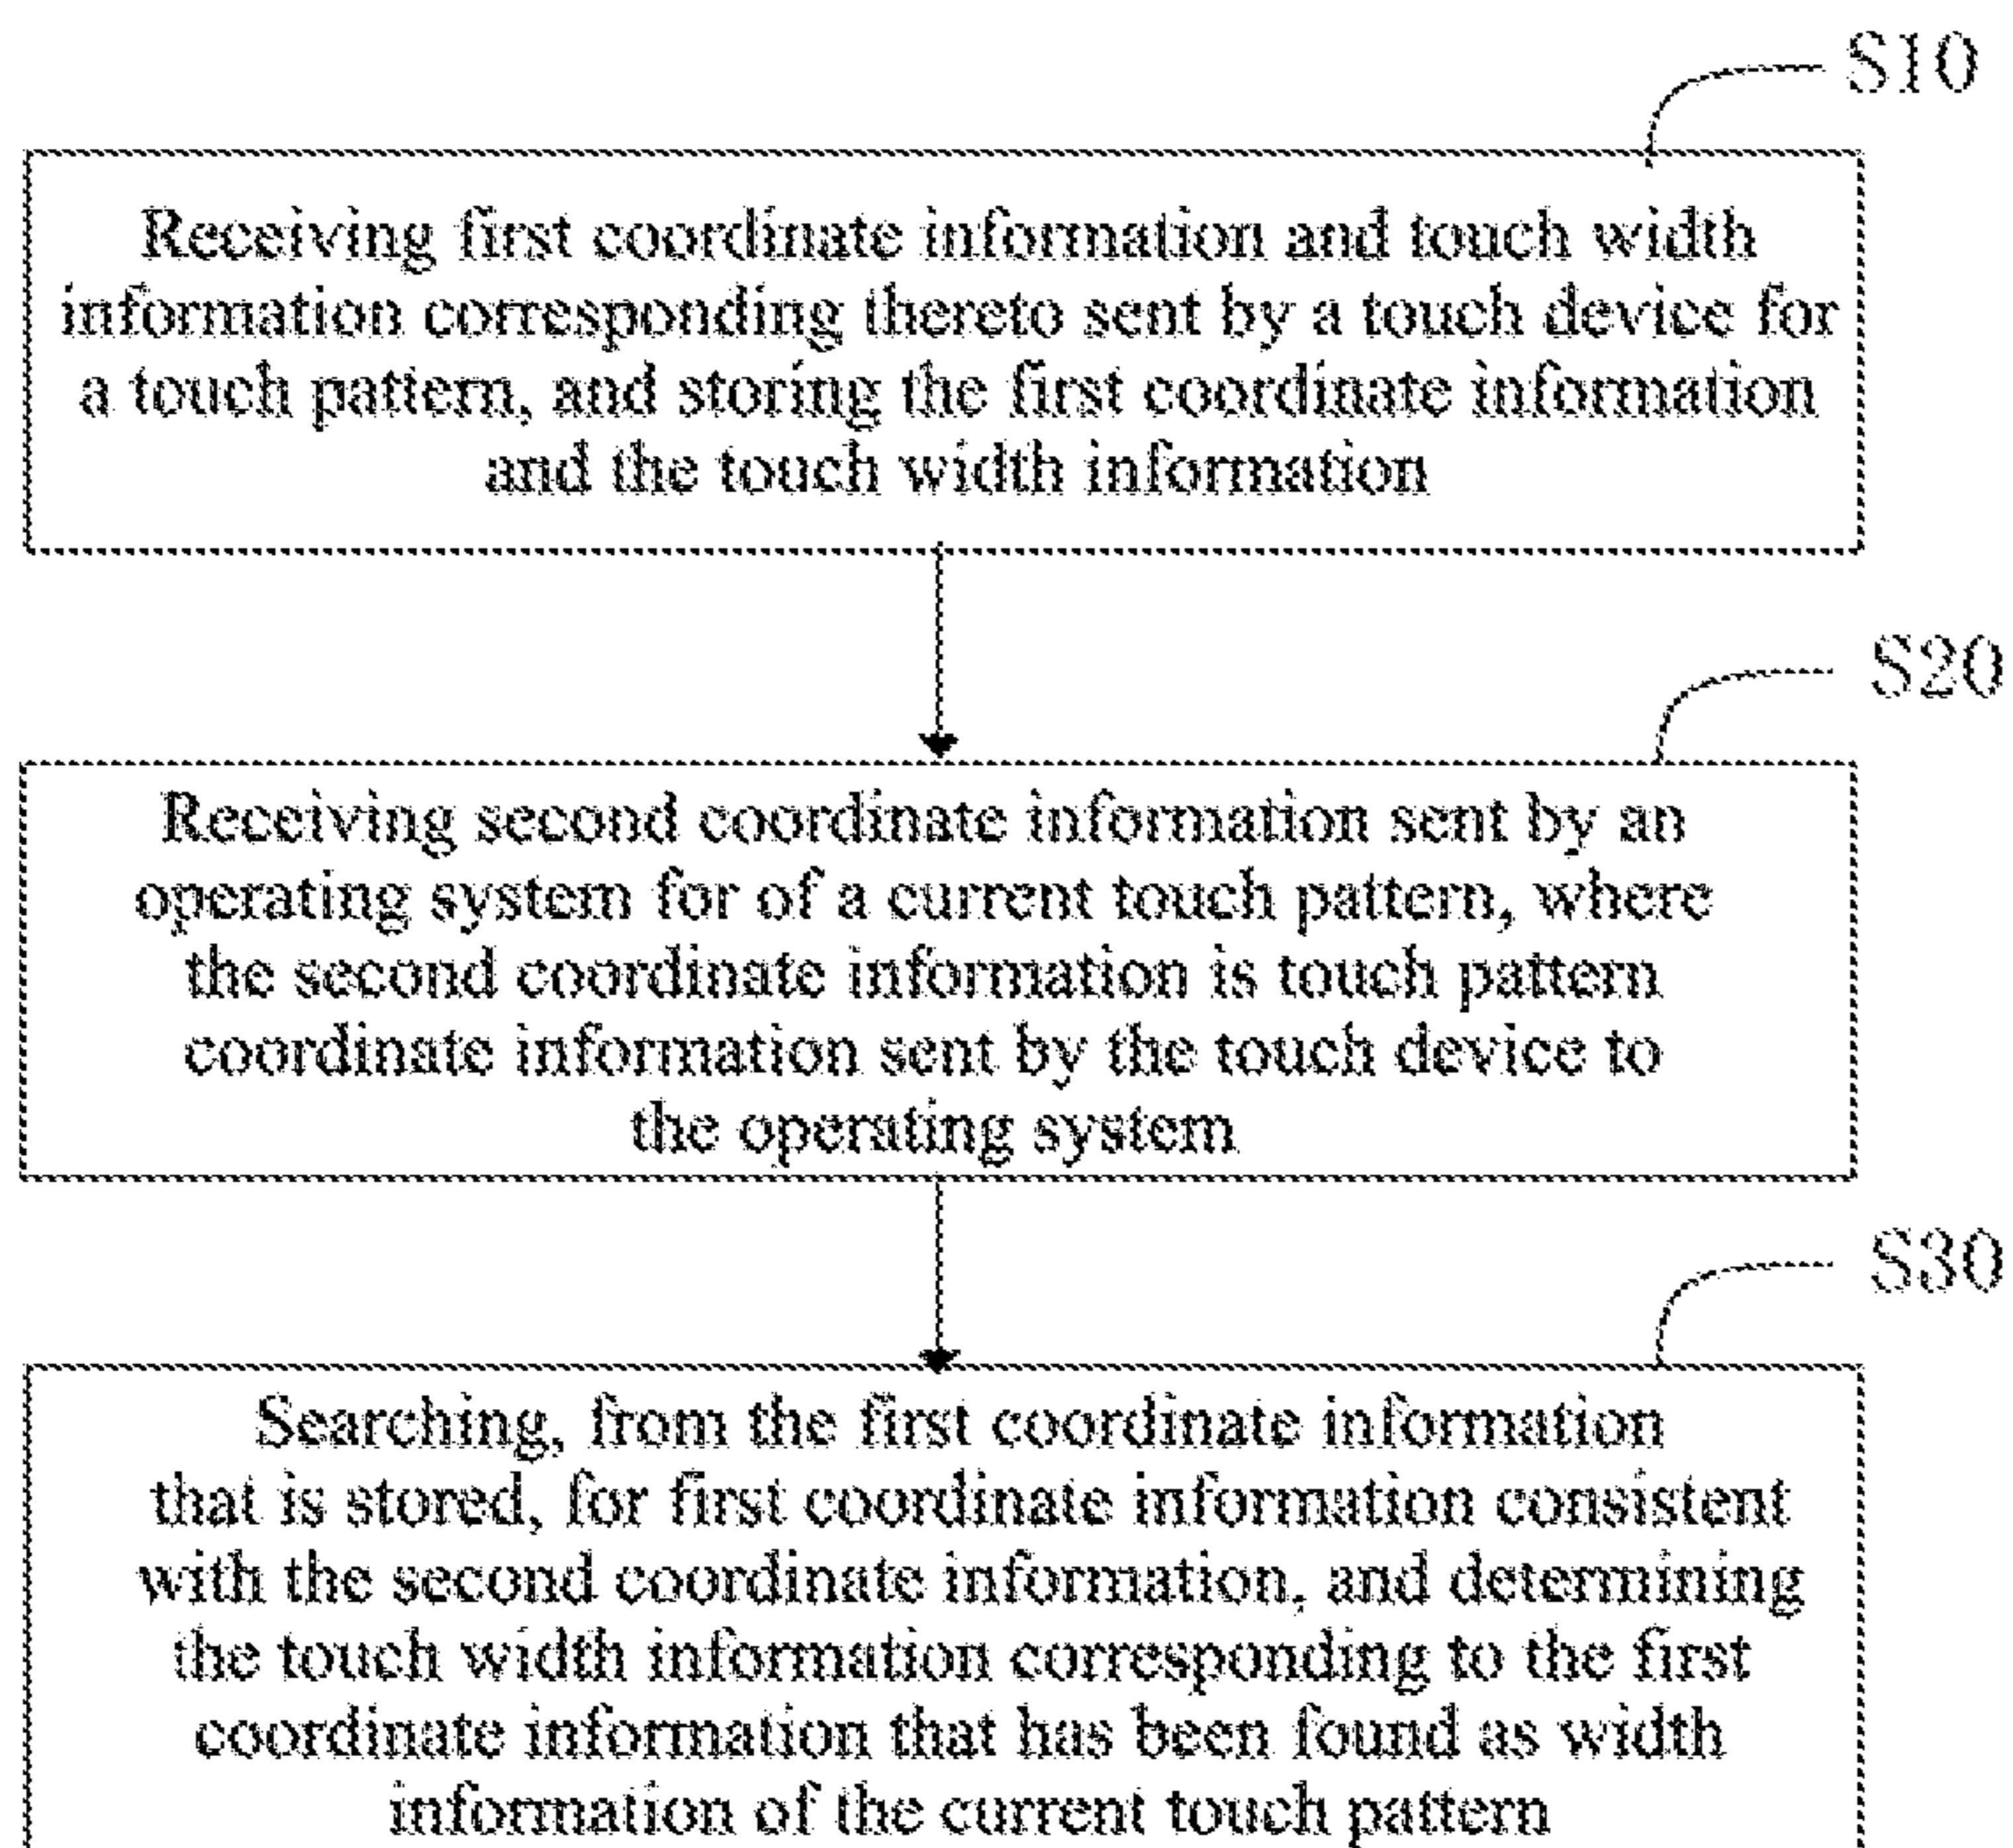 S10
Receiving first coordinate information and touch width
information corresponding thereto sent by a touch device for
a touch pattern, and storing the first coordinate information
and the touch width information
S20
Receiving second coordinate information sent by an
operating system for of a current touch pattern, where
the second coordinate information is touch pattern
coordinate information sent by the touch device to
the operating system
S30
Searching, from the first coordinate information
that is stored, for first coordinate information consistent
with the second coordinate information, and determining
the touch width information corresponding to the first
coordinate information that has been found as width
information of the current touch pattern